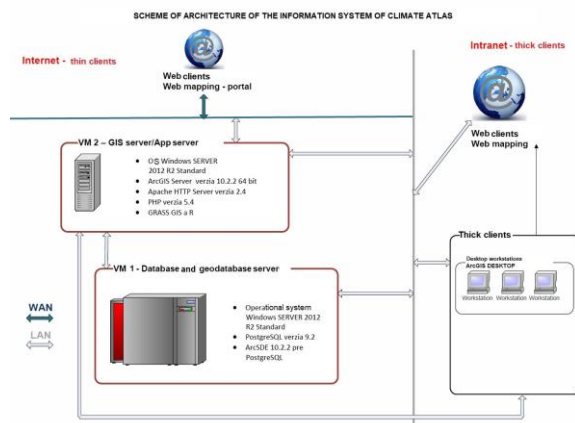 SCHEME OF ARCHITECTURE OF THE INFORMATION SYSTEM OF CLIMATE ATLAS
Internet - thin clients
Web clients
Web mapping - portal
Intranet - thick clients
Web clients
Web mapping
VM 2 – GIS server/App server
• OS Windows SERVER
2012 R2 Standard
• ArcGIS Server verzia 10.2.2 64 bit
• Apache HTTP Server verzia 2.4
• PHP verzia 5.4
• GRASS GIS a R
Thick clients
Desktop workstations
ArcGIS DESKTOP
Workstation Workstation Workstation
VM 1 - Database and geodatabase server
• Operational system
Windows SERVER 2012
R2 Standard
• PostgreSQL verzia 9.2
• ArcSDE 10.2.2 pre
PostgreSQL
WAN
LAN